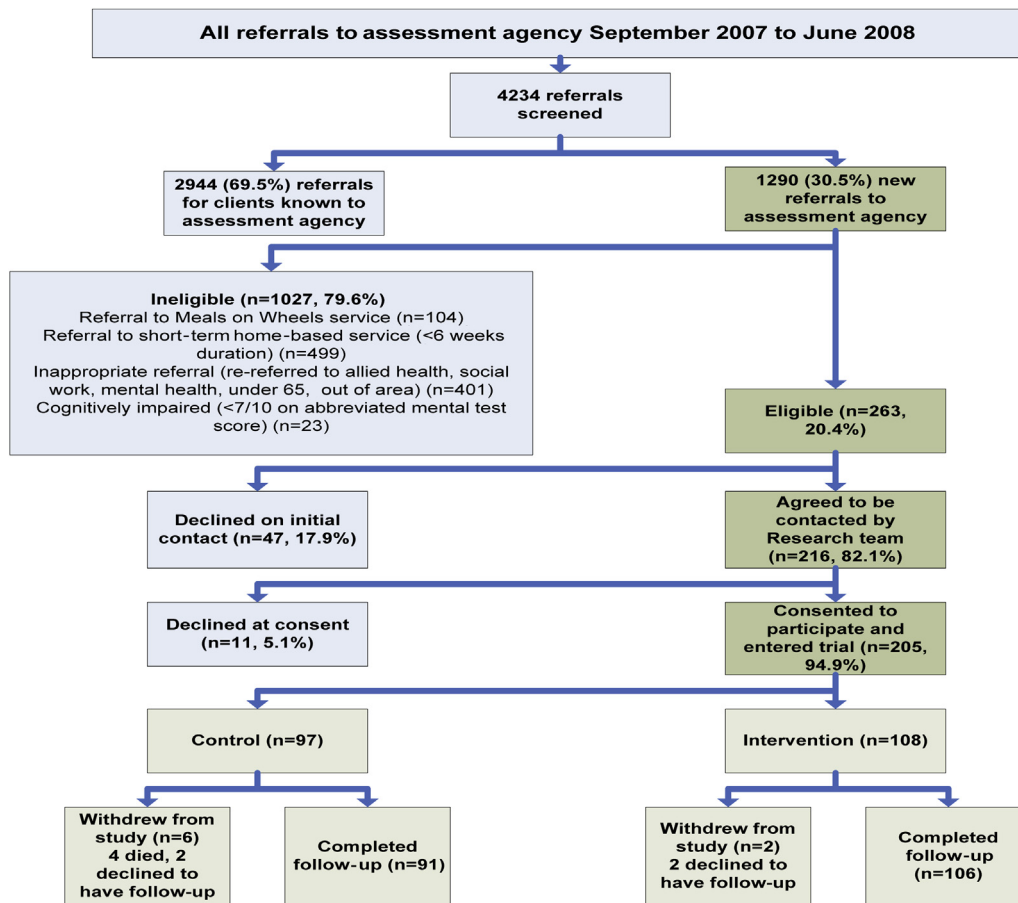 All referrals to assessment agency September 2007 to June 2008
4234 referrals
screened
2944 (69.5%) referrals
for clients known to
assessment agency
1290 (30.5%) new
referrals to
assessment agency
Ineligible (n=1027, 79.6%)
Referral to Meals on Wheels service (n=104)
Referral to short-term home-based service (<6 weeks
duration) (n=499)
Inappropriate referral (re-referred to allied health, social
work, mental health, under 65, out of area) (n=401)
Cognitively impaired (<7/10 on abbreviated mental test
score) (n=23)
Eligible (n=263,
20.4%)
Declined on initial
contact (n=47, 17.9%)
Agreed to be
contacted by
Research team
(n=216, 82.1%)
Declined at consent
(n=11, 5.1%)
Consented to
participate and
entered trial (n=205,
94.9%)
Control (n=97)
Intervention (n=108)
Withdrew from
study (n=6)
4 died, 2
declined to
have follow-up
Completed
follow-up (n=91)
Withdrew from
study (n=2)
2 declined to
have follow-up
Completed
follow-up
(n=106)